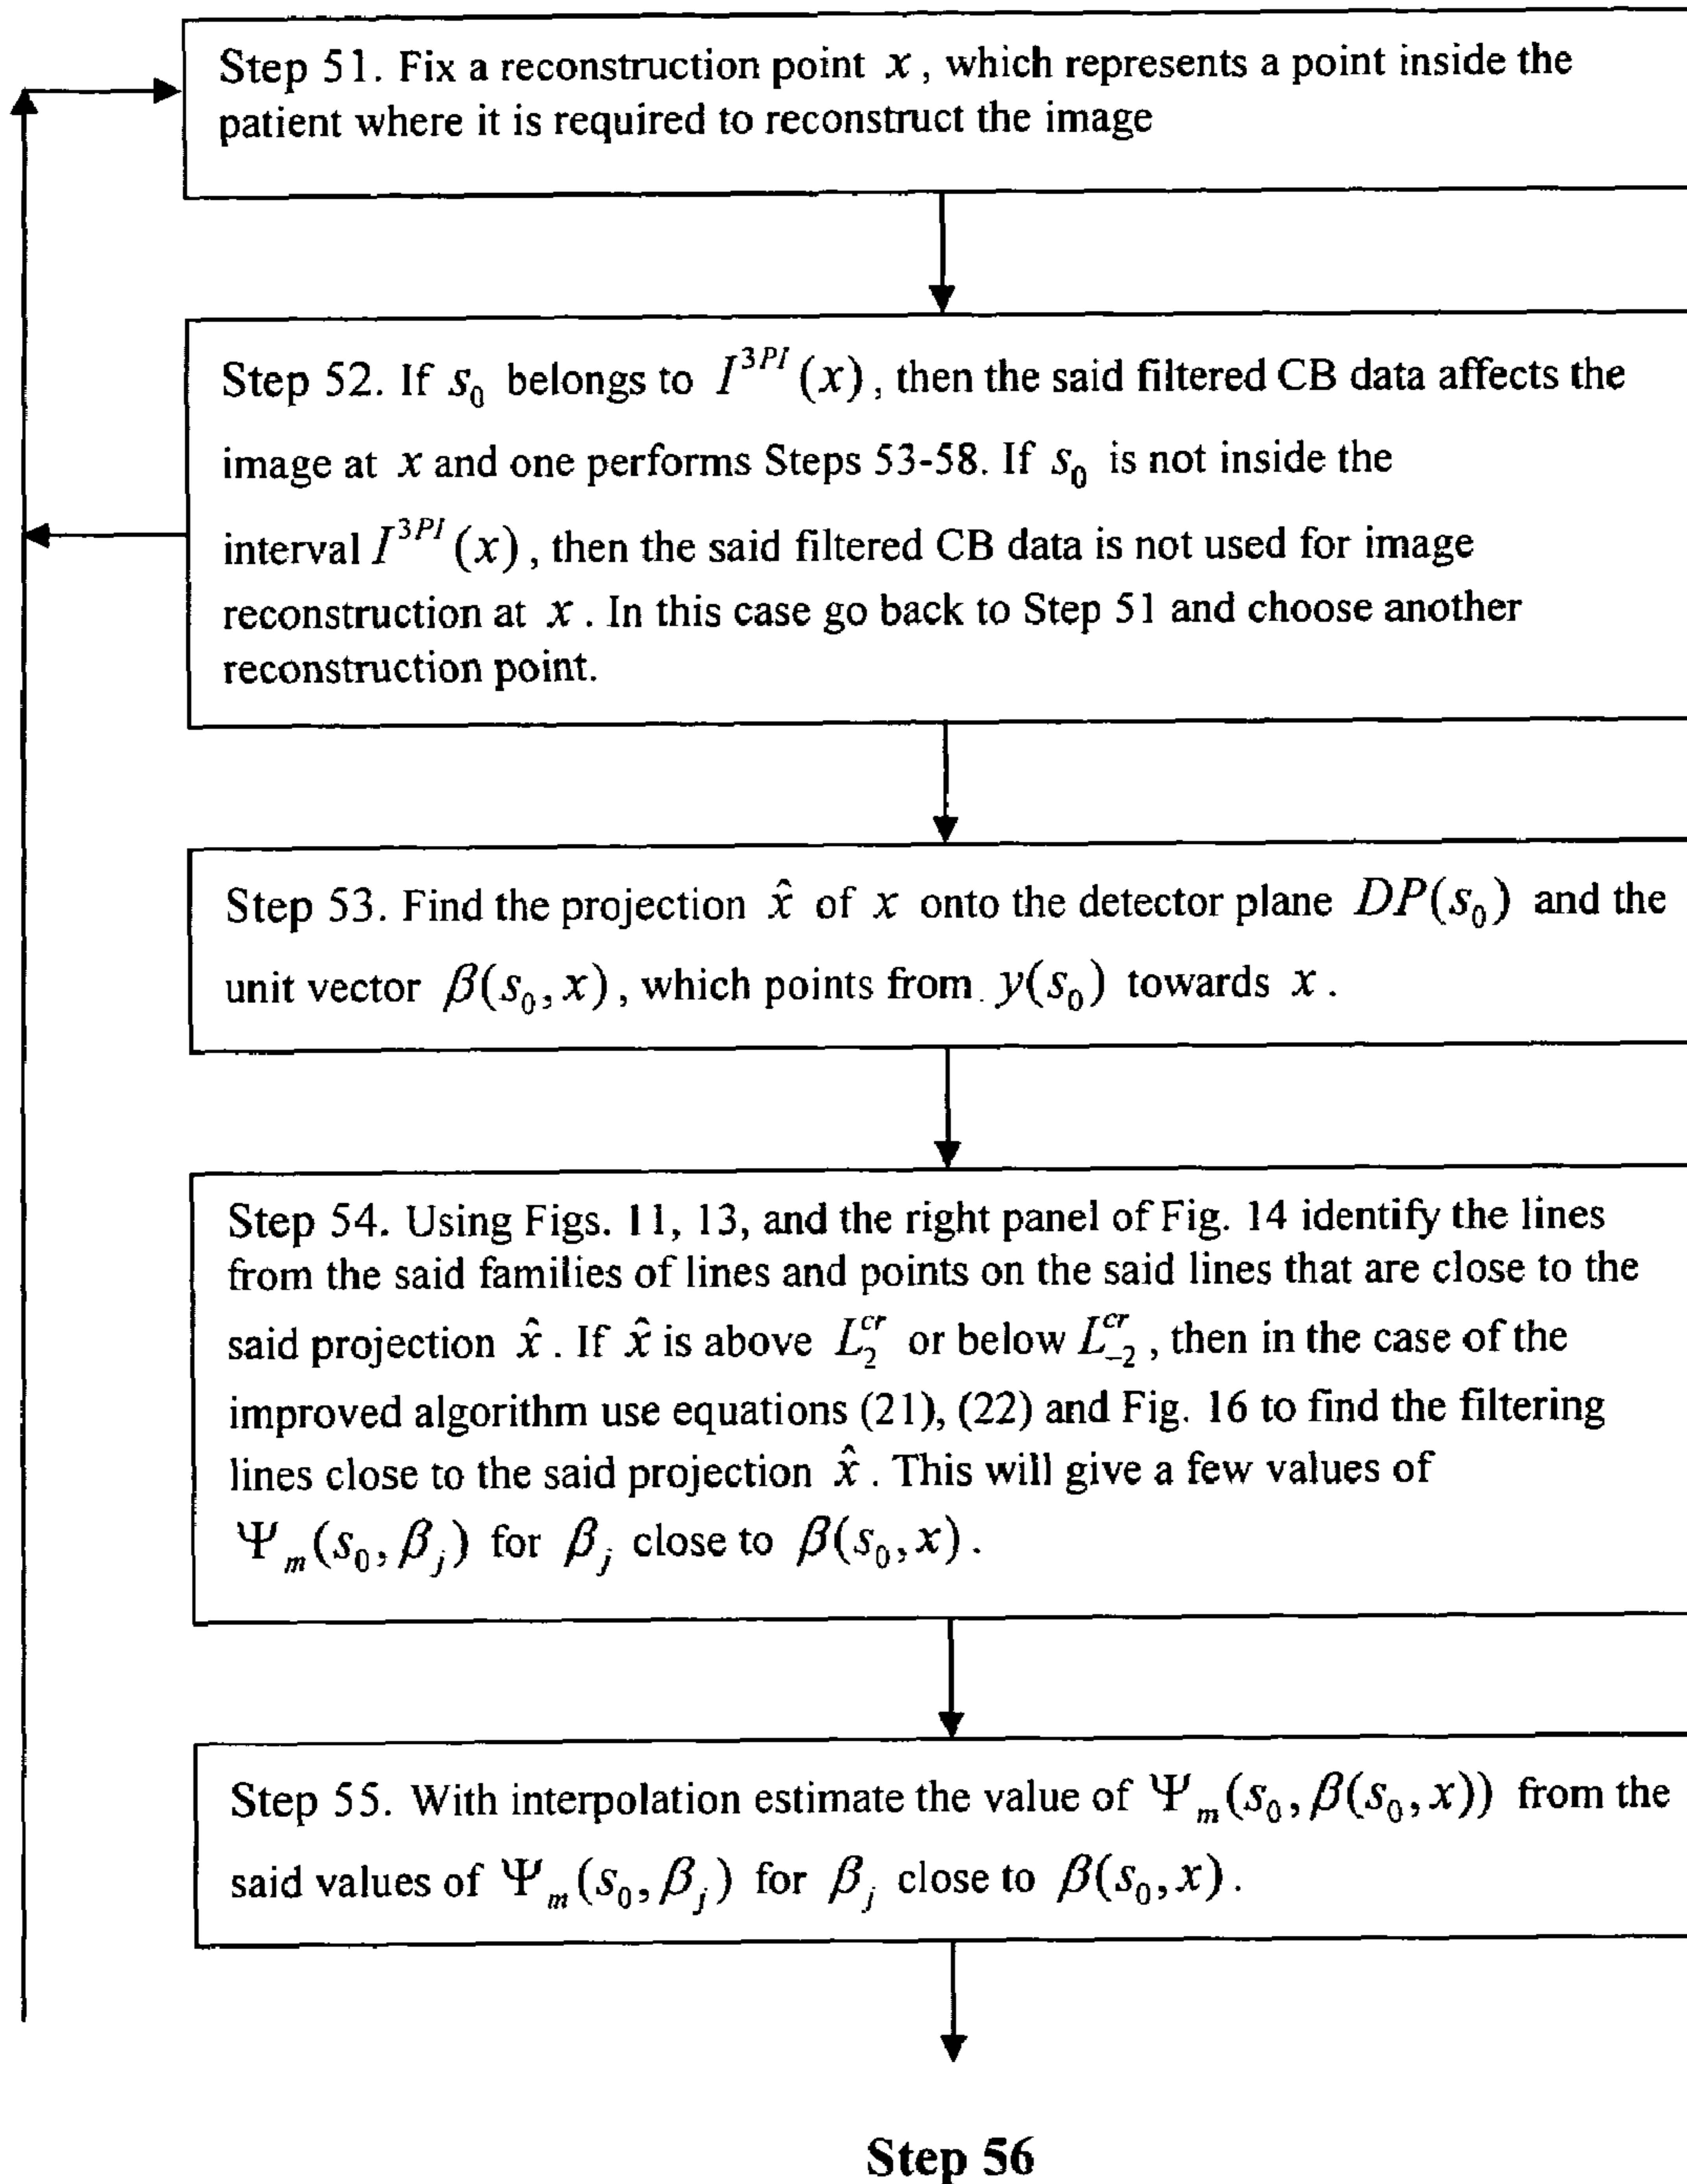 Step 51. Fix a reconstruction point x, which represents a point inside the
patient where it is required to reconstruct the image
Step 52. If s₀ belongs to I³ᴾᴵ(x), then the said filtered CB data affects the
image at x and one performs Steps 53-58. If s₀ is not inside the
interval I³ᴾᴵ(x), then the said filtered CB data is not used for image
reconstruction at x. In this case go back to Step 51 and choose another
reconstruction point.
Step 53. Find the projection x̂ of x onto the detector plane DP(s₀) and the
unit vector β(s₀, x), which points from y(s₀) towards x.
Step 54. Using Figs. 11, 13, and the right panel of Fig. 14 identify the lines
from the said families of lines and points on the said lines that are close to the
said projection x̂. If x̂ is above L₂ᶜʳ or below L₋₂ᶜʳ, then in the case of the
improved algorithm use equations (21), (22) and Fig. 16 to find the filtering
lines close to the said projection x̂. This will give a few values of
Ψₘ(s₀, βⱼ) for βⱼ close to β(s₀, x).
Step 55. With interpolation estimate the value of Ψₘ(s₀, β(s₀, x)) from the
said values of Ψₘ(s₀, βⱼ) for βⱼ close to β(s₀, x).
Step 56